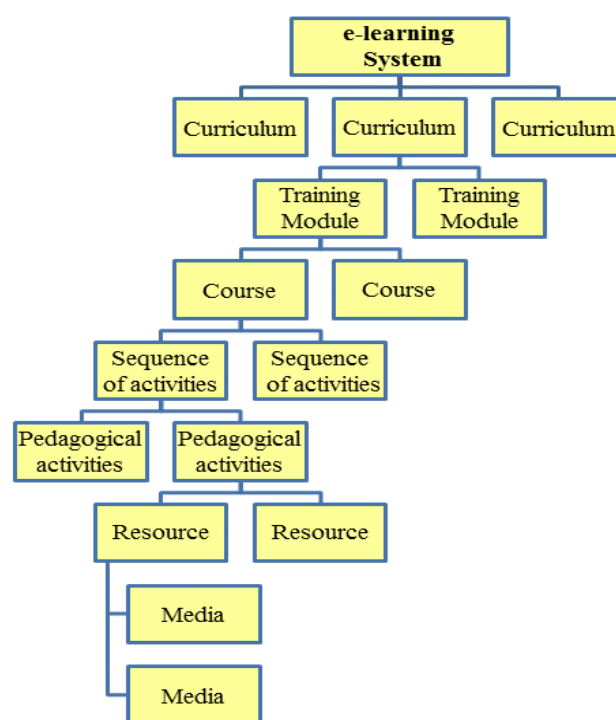 e-learning
System
Curriculum
Curriculum
Curriculum
Training
Module
Training
Module
Course
Course
Sequence
of activities
Sequence
of activities
Pedagogical
activities
Pedagogical
activities
Resource
Resource
Media
Media